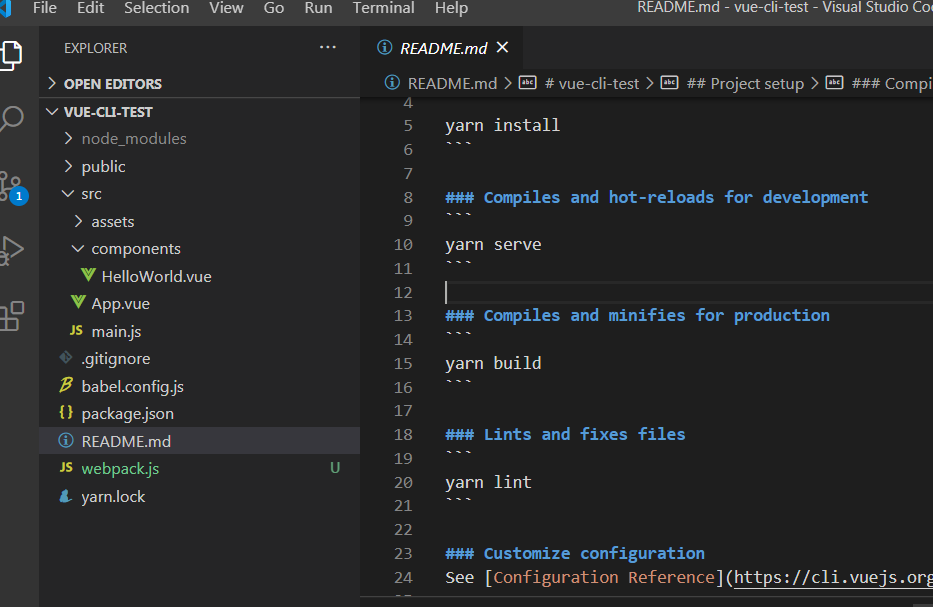 File Edit Selection View Go Run Terminal Help README.md - vue-cli-test - Visual Studio
EXPLORER ···
OPEN EDITORS
VUE-CLI-TEST
node_modules
public
src
assets
components
HelloWorld.vue
App.vue
JS main.js
.gitignore
babel.config.js
{} package.json
README.md
JS webpack.js U
yarn.lock
1
README.md
README.md > abc # vue-cli-test > abc ## Project setup > abc ### Compi
4
5 yarn install
6 ```
7
8 ### Compiles and hot-reloads for development
9 ```
10 yarn serve
11 ```
12
13 ### Compiles and minifies for production
14 ```
15 yarn build
16 ```
17
18 ### Lints and fixes files
19 ```
20 yarn lint
21 ```
22
23 ### Customize configuration
24 See [Configuration Reference](https://cli.vuejs.org